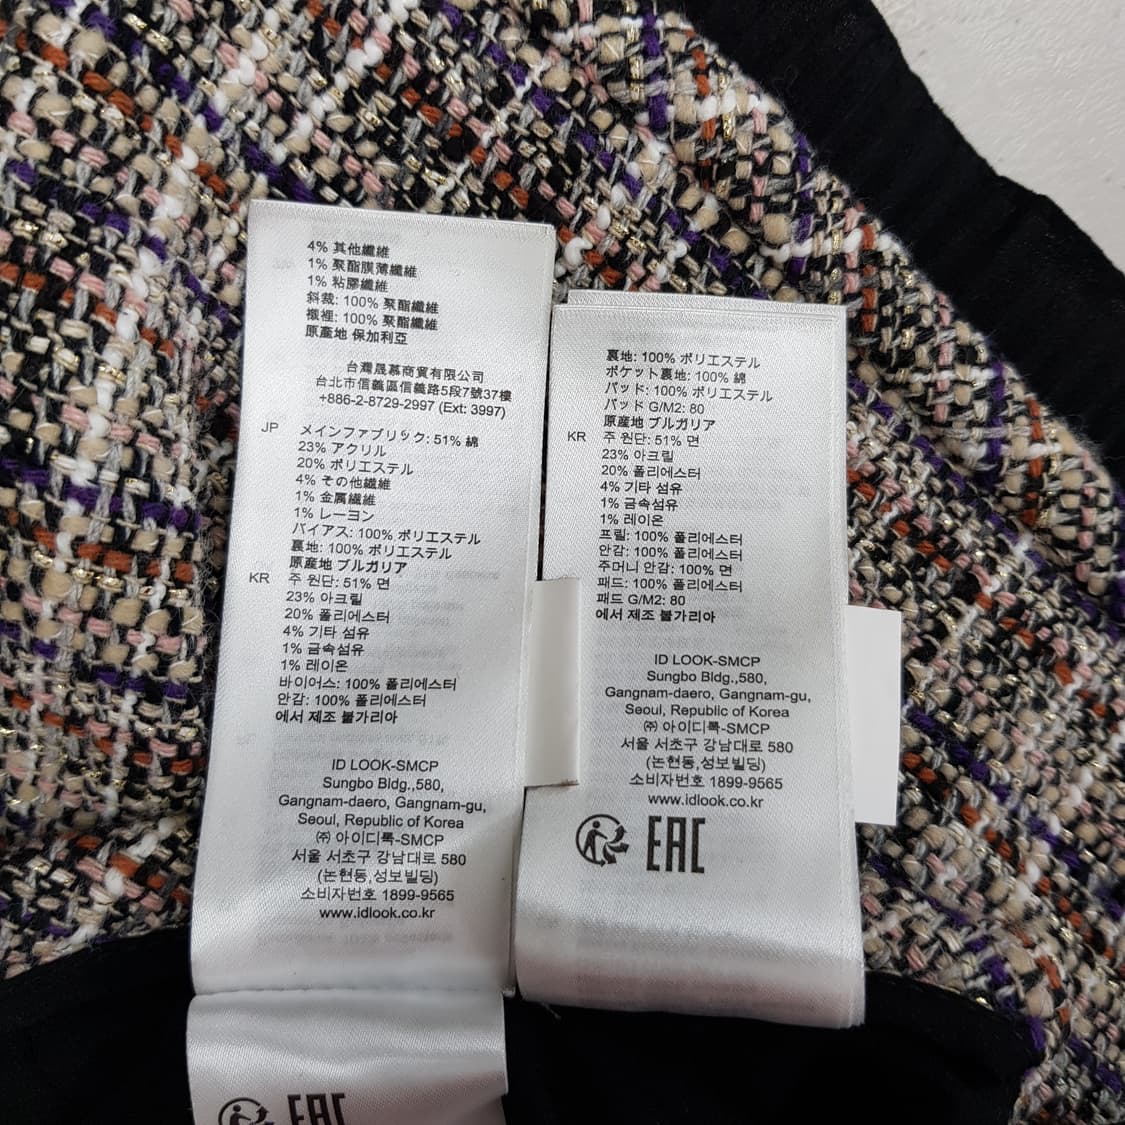 4% 其他纖維
1% 聚酯膜薄纖維
1% 粘膠纖維
斜裁: 100% 聚酯纖維
襯裡: 100% 聚酯纖維
原產地 保加利亞
台灣晟慕商貿有限公司
台北市信義區信義路5段7號37樓
+886-2-8729-2997 (Ext: 3997)
JP メインファブリック: 51% 綿
23% アクリル
20% ポリエステル
4% その他繊維
1% 金属繊維
1% レーヨン
バイアス: 100% ポリエステル
裏地: 100% ポリエステル
原産地 ブルガリア
KR 주 원단: 51% 면
23% 아크릴
20% 폴리에스터
4% 기타 섬유
1% 금속섬유
1% 레이온
바이어스: 100% 폴리에스터
안감: 100% 폴리에스터
에서 제조 불가리아
ID LOOK-SMCP
Sungbo Bldg.,580,
Gangnam-daero, Gangnam-gu,
Seoul, Republic of Korea
㈜ 아이디룩-SMCP
서울 서초구 강남대로 580
(논현동,성보빌딩)
소비자번호 1899-9565
www.idlook.co.kr
EAC
裏地: 100% ポリエステル
ポケット裏地: 100% 綿
パッド: 100% ポリエステル
パッド G/M2: 80
原産地 ブルガリア
KR 주 원단: 51% 면
23% 아크릴
20% 폴리에스터
4% 기타 섬유
1% 금속섬유
1% 레이온
프릴: 100% 폴리에스터
안감: 100% 폴리에스터
주머니 안감: 100% 면
패드: 100% 폴리에스터
패드 G/M2: 80
에서 제조 불가리아
ID LOOK-SMCP
Sungbo Bldg.,580,
Gangnam-daero, Gangnam-gu,
Seoul, Republic of Korea
㈜ 아이디룩-SMCP
서울 서초구 강남대로 580
(논현동,성보빌딩)
소비자번호 1899-9565
www.idlook.co.kr
EAC